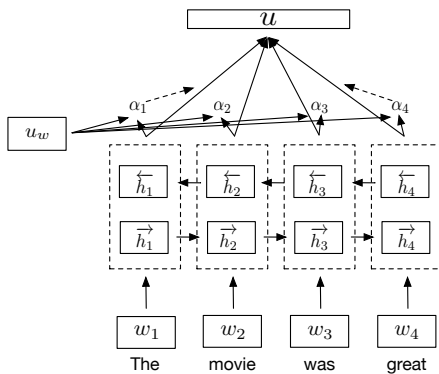 u
α₁ α₂ α₃ α₄
u_w
←h₁ ←h₂ ←h₃ ←h₄
→h₁ →h₂ →h₃ →h₄
w₁ w₂ w₃ w₄
The movie was great